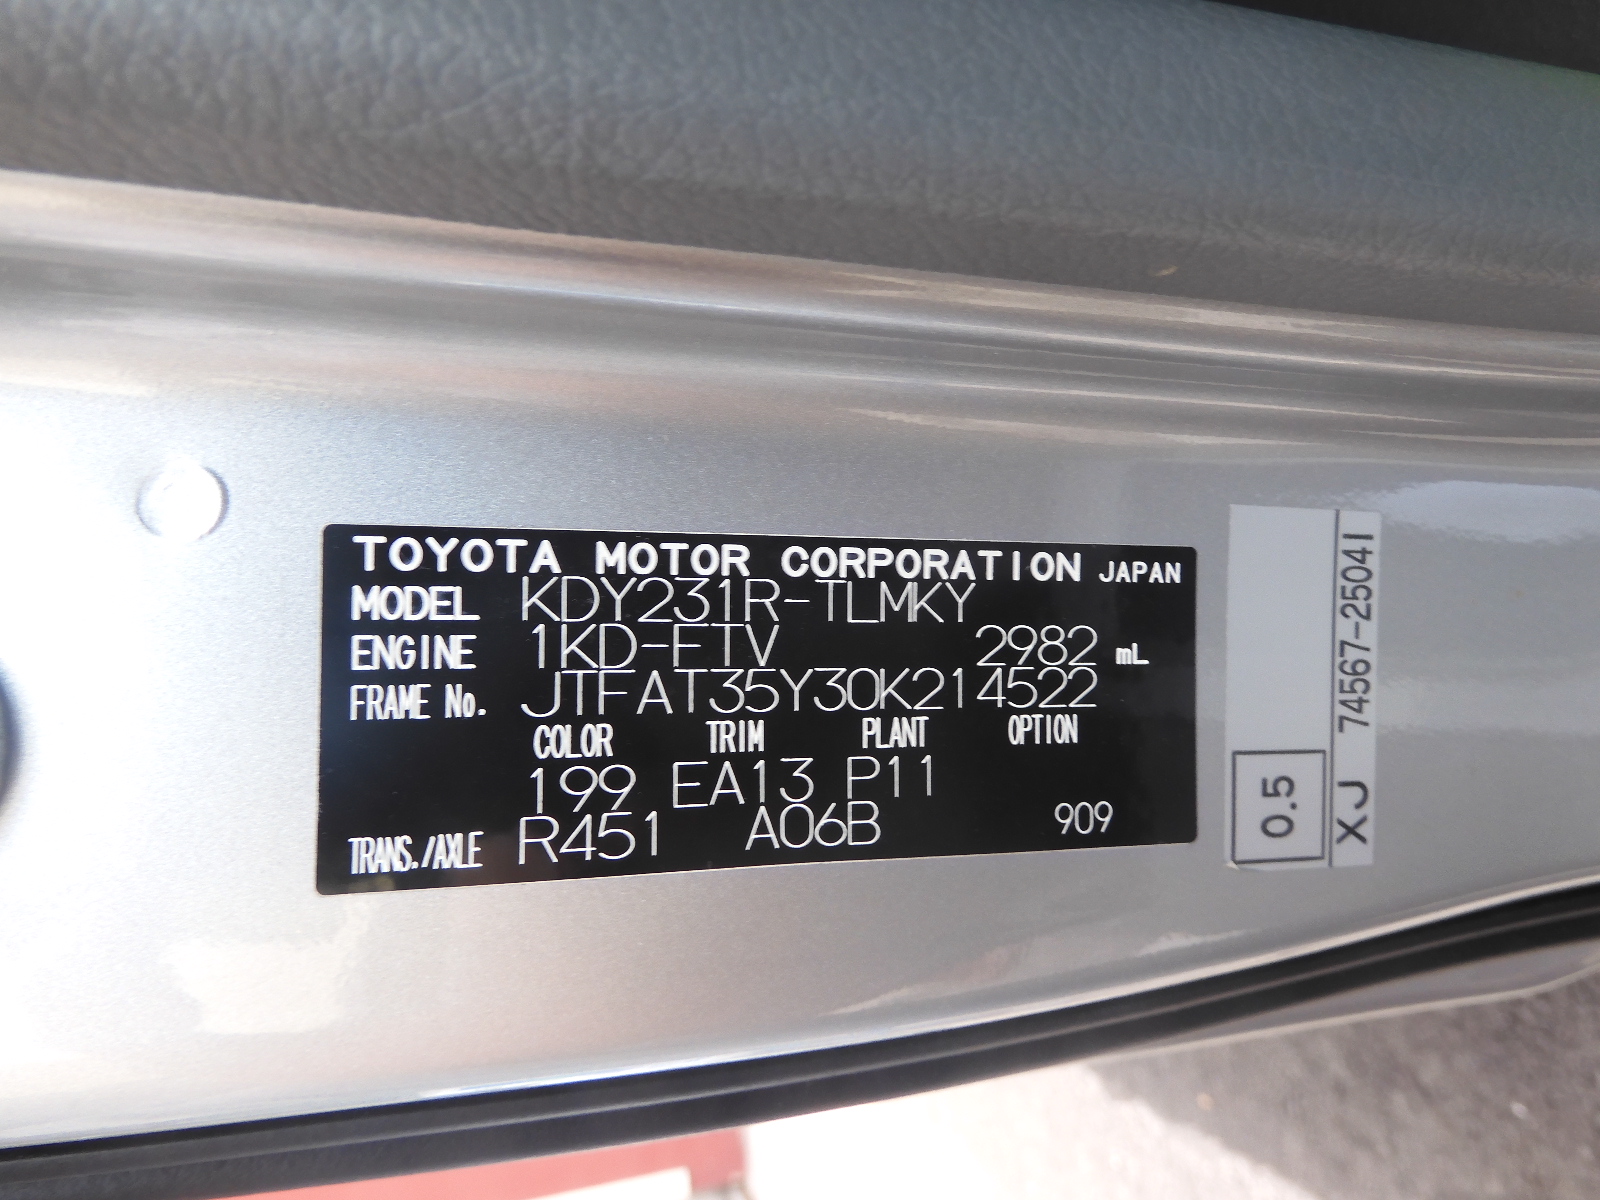 TOYOTA MOTOR CORPORATION JAPAN
MODEL KDY231R-TLMKY
ENGINE 1KD-FTV 2982 mL
FRAME No. JTFAT35Y30K214522
COLOR TRIM PLANT OPTION
199 EA13 P11
TRANS./AXLE R451 A06B 909
0.5
XJ 74567-25041